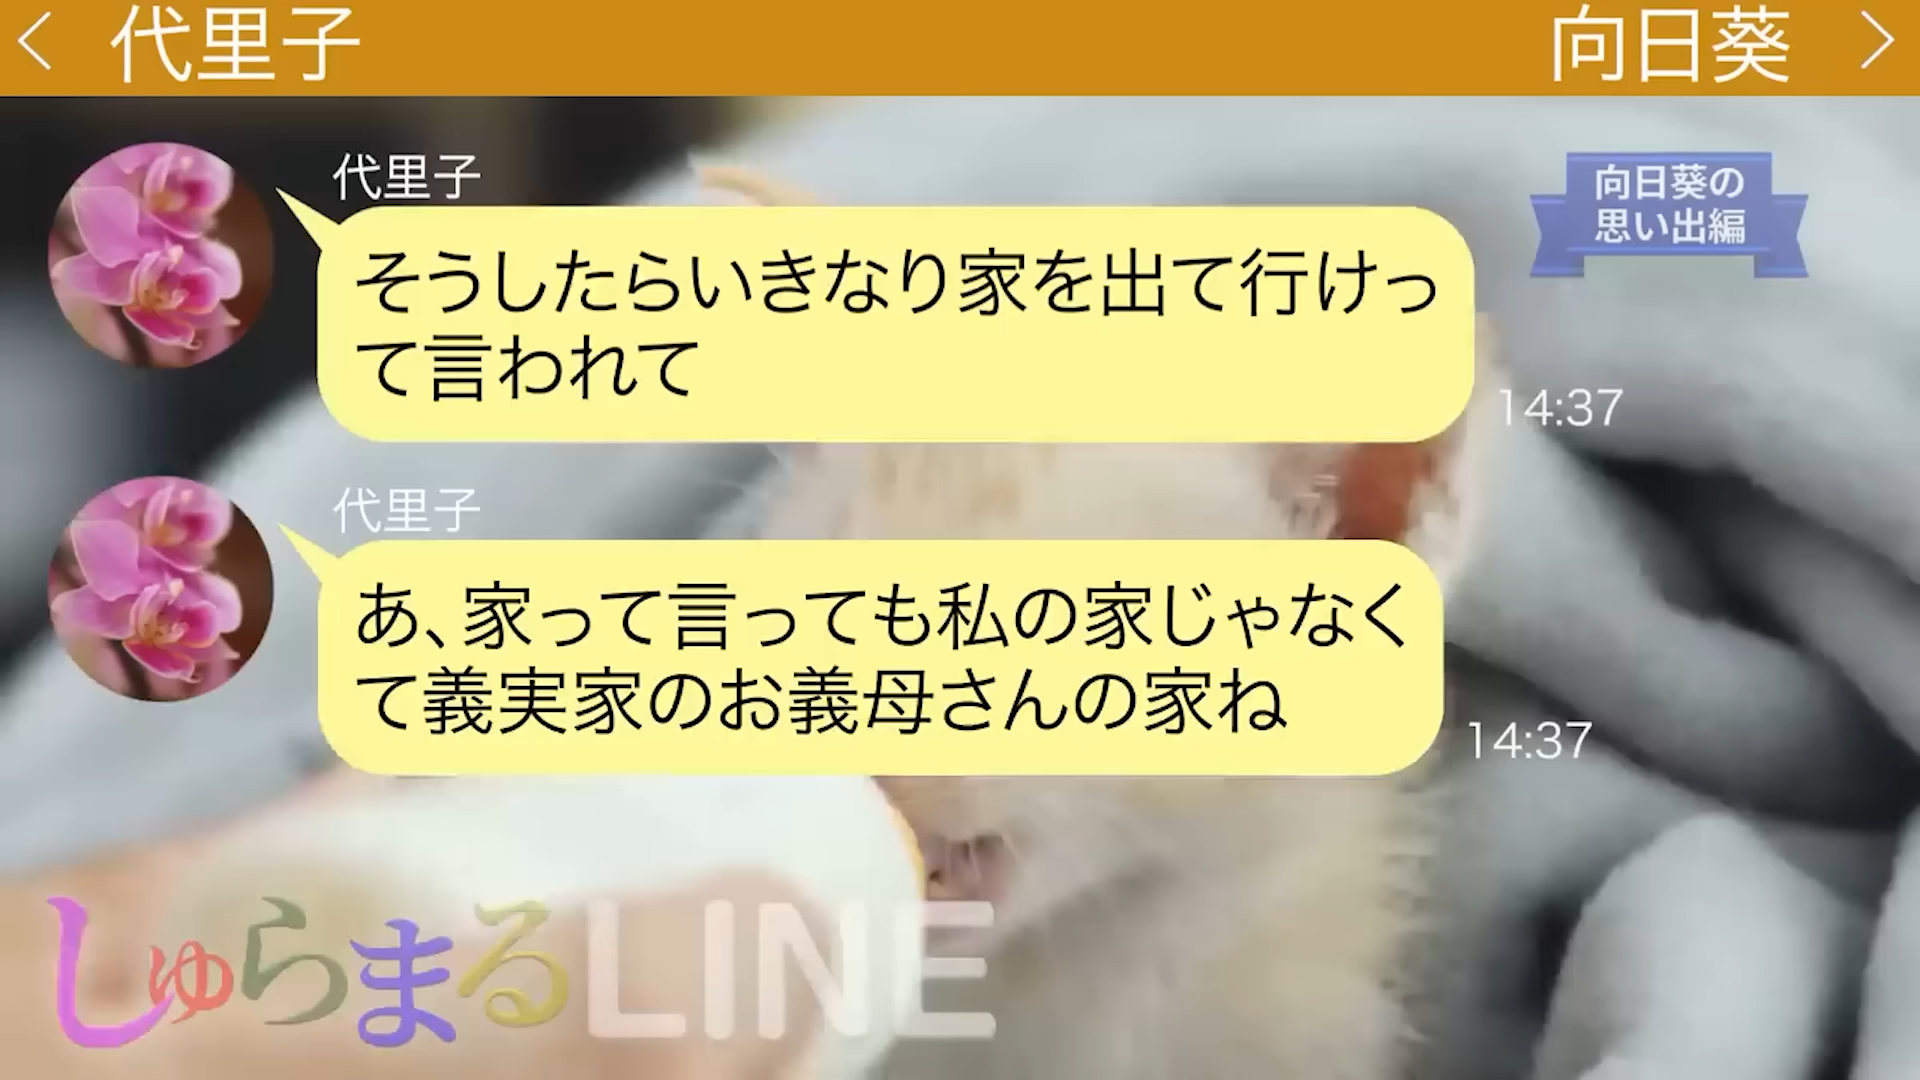 代里子
向日葵
向日葵の
思い出編
代里子
そうしたらいきなり家を出て行けっ
て言われて
14:37
代里子
あ、家って言っても私の家じゃなく
て義実家のお義母さんの家ね
14:37
しゅらまるLINE